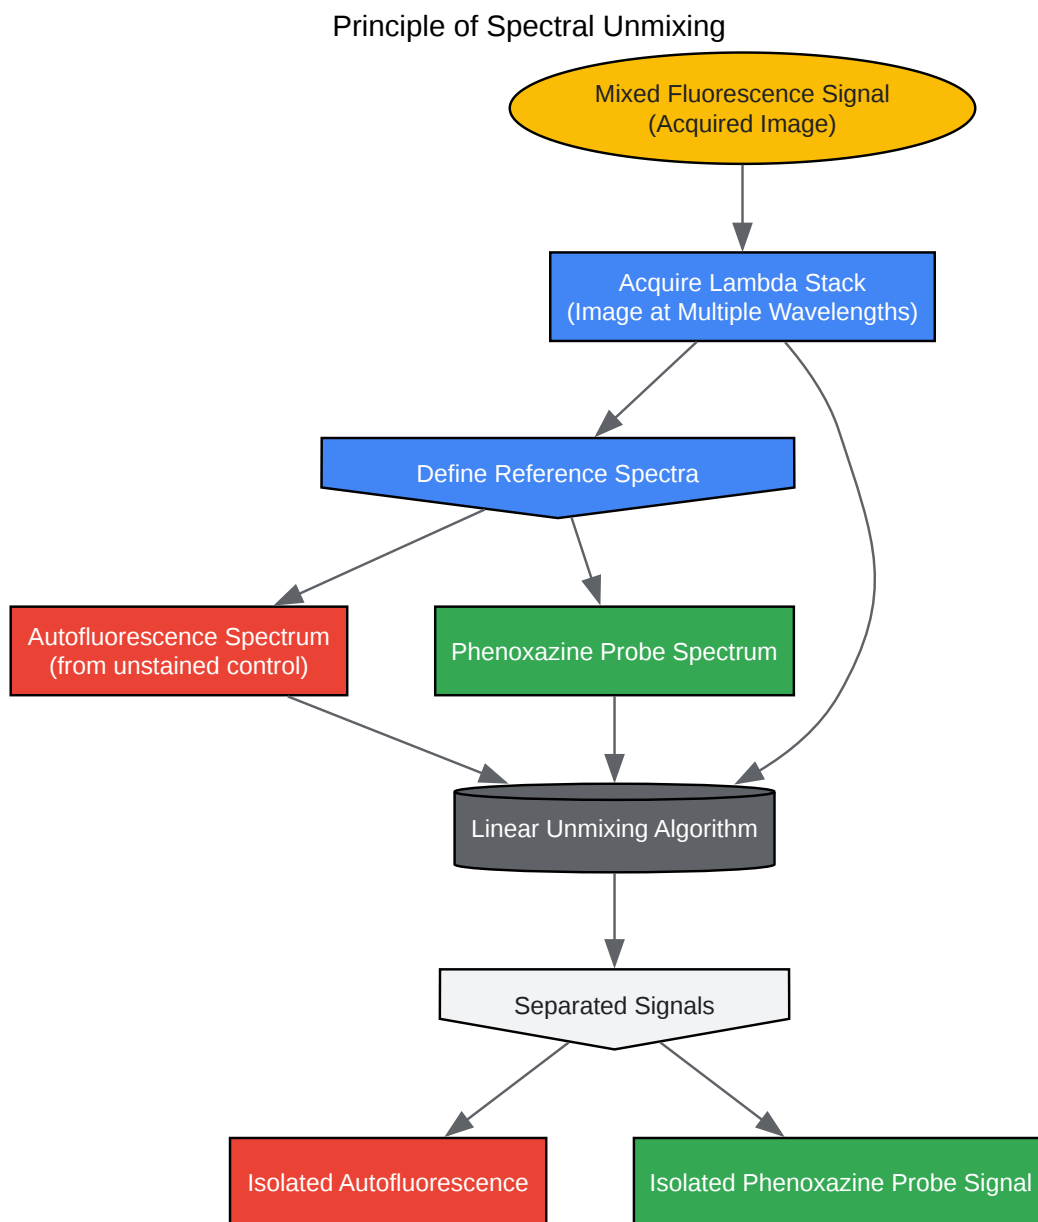 Principle of Spectral Unmixing
Mixed Fluorescence Signal
(Acquired Image)
Acquire Lambda Stack
(Image at Multiple Wavelengths)
Define Reference Spectra
Autofluorescence Spectrum
(from unstained control)
Phenoxazine Probe Spectrum
Linear Unmixing Algorithm
Separated Signals
Isolated Autofluorescence
Isolated Phenoxazine Probe Signal